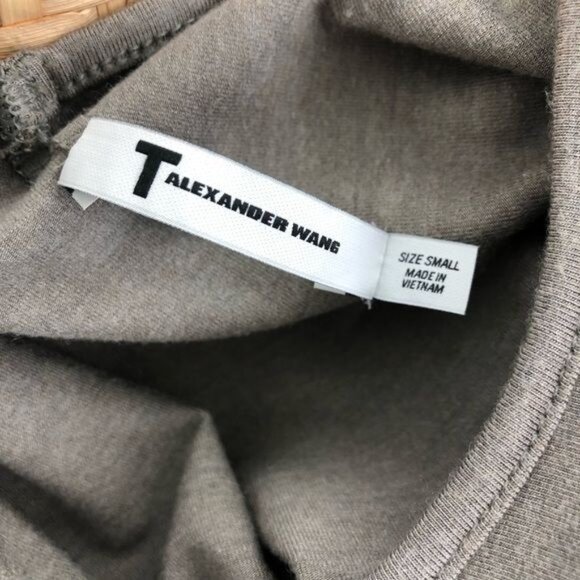 T ALEXANDER WANG
SIZE SMALL
MADE IN
VIETNAM